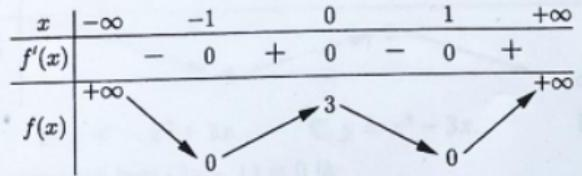 x −∞ −1 0 1 +∞
f'(x) − 0 + 0 − 0 +
+∞ +∞
f(x) 3
0 0